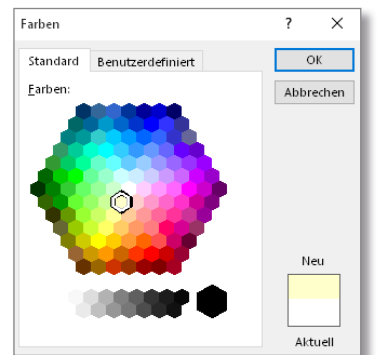 Farben
?
Standard
Benutzerdefiniert
OK
Abbrechen
Farben:
Neu
Aktuell